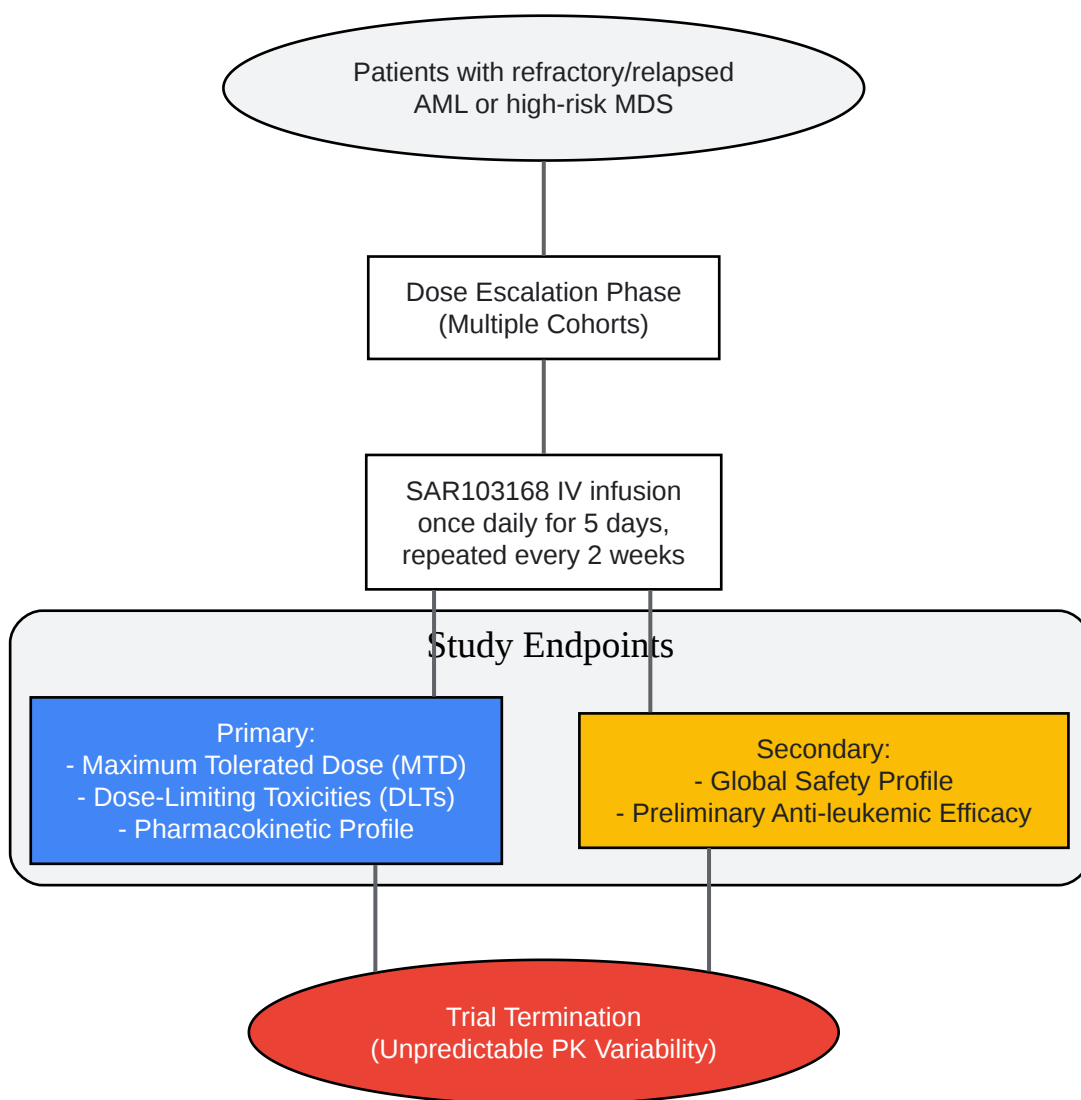 Patients with refractory/relapsed
AML or high-risk MDS
Dose Escalation Phase
(Multiple Cohorts)
SAR103168 IV infusion
once daily for 5 days,
repeated every 2 weeks
Study Endpoints
Primary:
- Maximum Tolerated Dose (MTD)
- Dose-Limiting Toxicities (DLTs)
- Pharmacokinetic Profile
Secondary:
- Global Safety Profile
- Preliminary Anti-leukemic Efficacy
Trial Termination
(Unpredictable PK Variability)